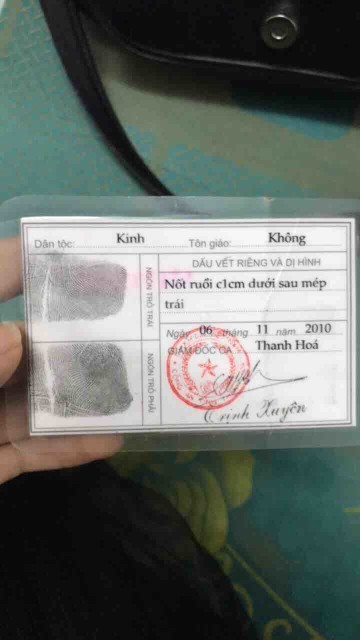 Dân tộc: Kinh Tôn giáo: Không
DẤU VẾT RIÊNG VÀ DỊ HÌNH
NGÓN TRỎ TRÁI
Nốt ruồi c1cm dưới sau mép
trái
Ngày 06 tháng 11 năm 2010
GIÁM ĐỐC CA Thanh Hoá
NGÓN TRỎ PHẢI
Trịnh Xuyên